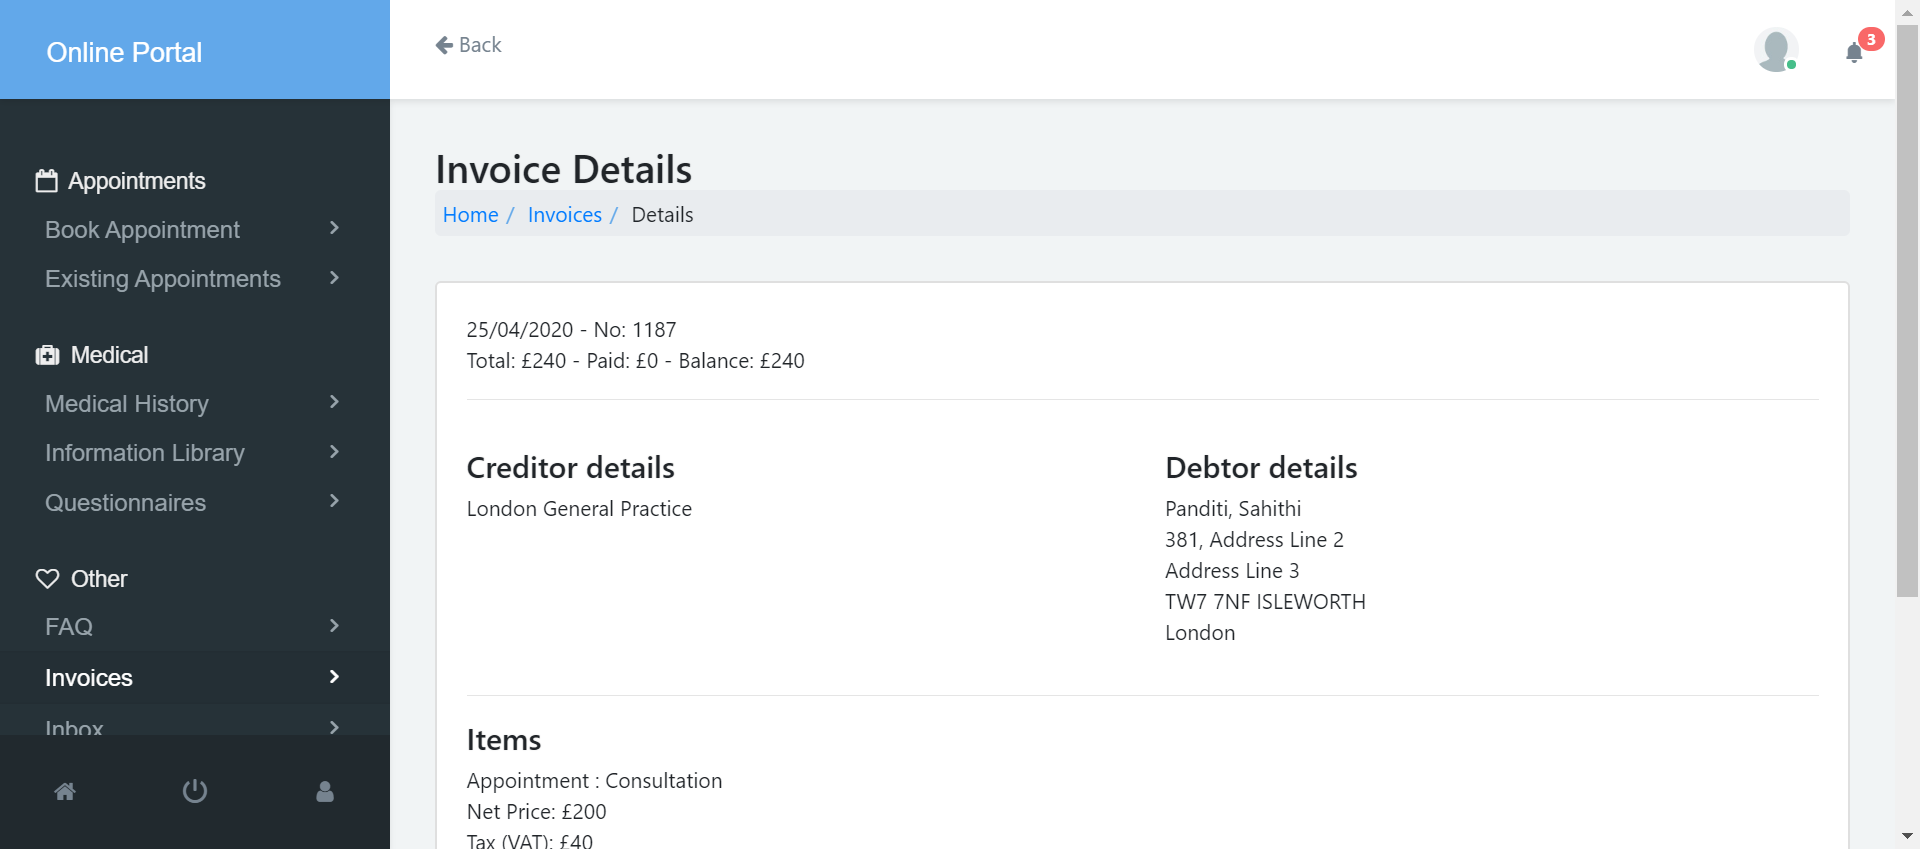 Online Portal
Back
3
Appointments
Book Appointment
Existing Appointments
Medical
Medical History
Information Library
Questionnaires
Other
FAQ
Invoices
Inbox
Invoice Details
Home / Invoices / Details
25/04/2020 - No: 1187
Total: £240 - Paid: £0 - Balance: £240
Creditor details
London General Practice
Debtor details
Panditi, Sahithi
381, Address Line 2
Address Line 3
TW7 7NF ISLEWORTH
London
Items
Appointment : Consultation
Net Price: £200
Tax (VAT): £40